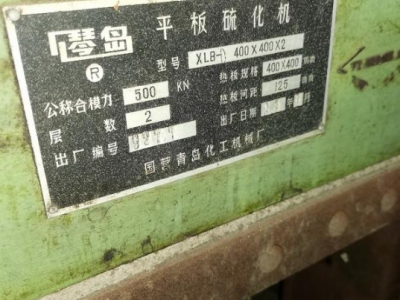 琴岛 平板硫化机
® 型号 XLB-D 400×400×2
公称合模力 500 KN 热板规格 400×400
层数 2 热板间距 125
出厂编号 出厂日期 年
国营青岛化工机械厂